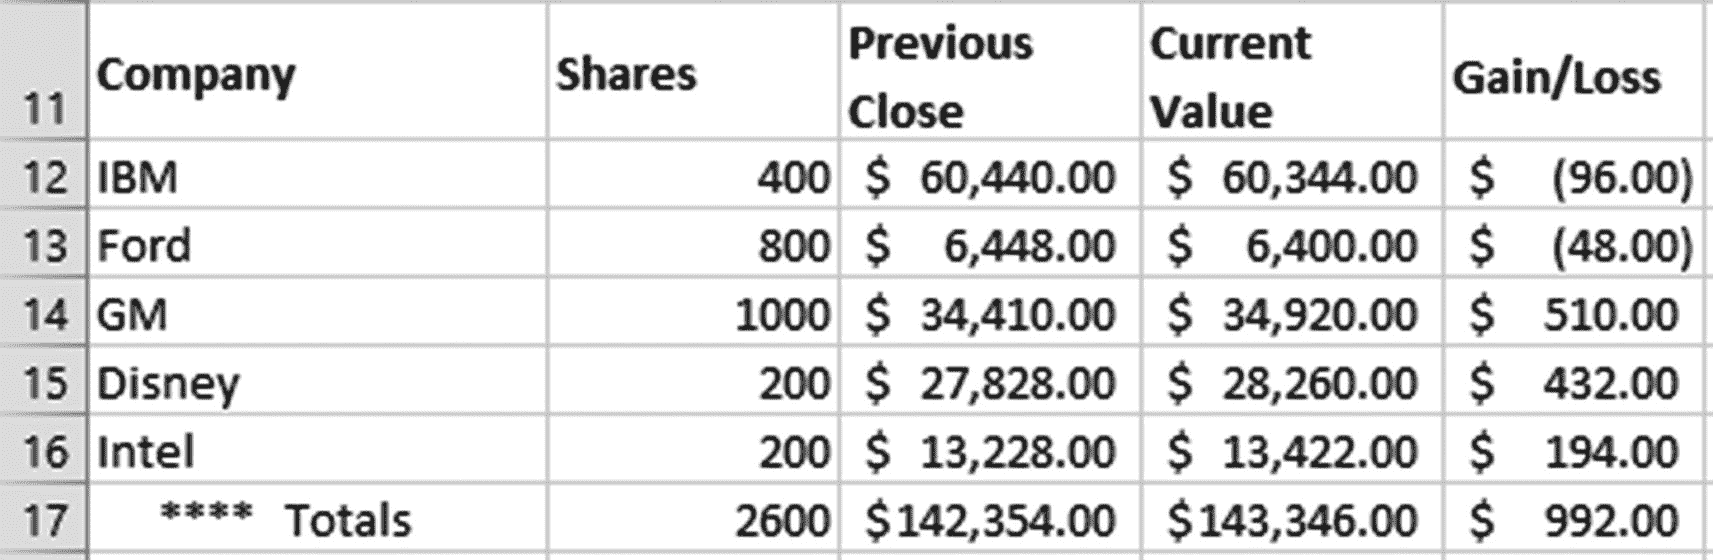 11 Company Shares Previous Close Current Value Gain/Loss
12 IBM 400 $ 60,440.00 $ 60,344.00 $ (96.00)
13 Ford 800 $ 6,448.00 $ 6,400.00 $ (48.00)
14 GM 1000 $ 34,410.00 $ 34,920.00 $ 510.00
15 Disney 200 $ 27,828.00 $ 28,260.00 $ 432.00
16 Intel 200 $ 13,228.00 $ 13,422.00 $ 194.00
17 **** Totals 2600 $142,354.00 $143,346.00 $ 992.00